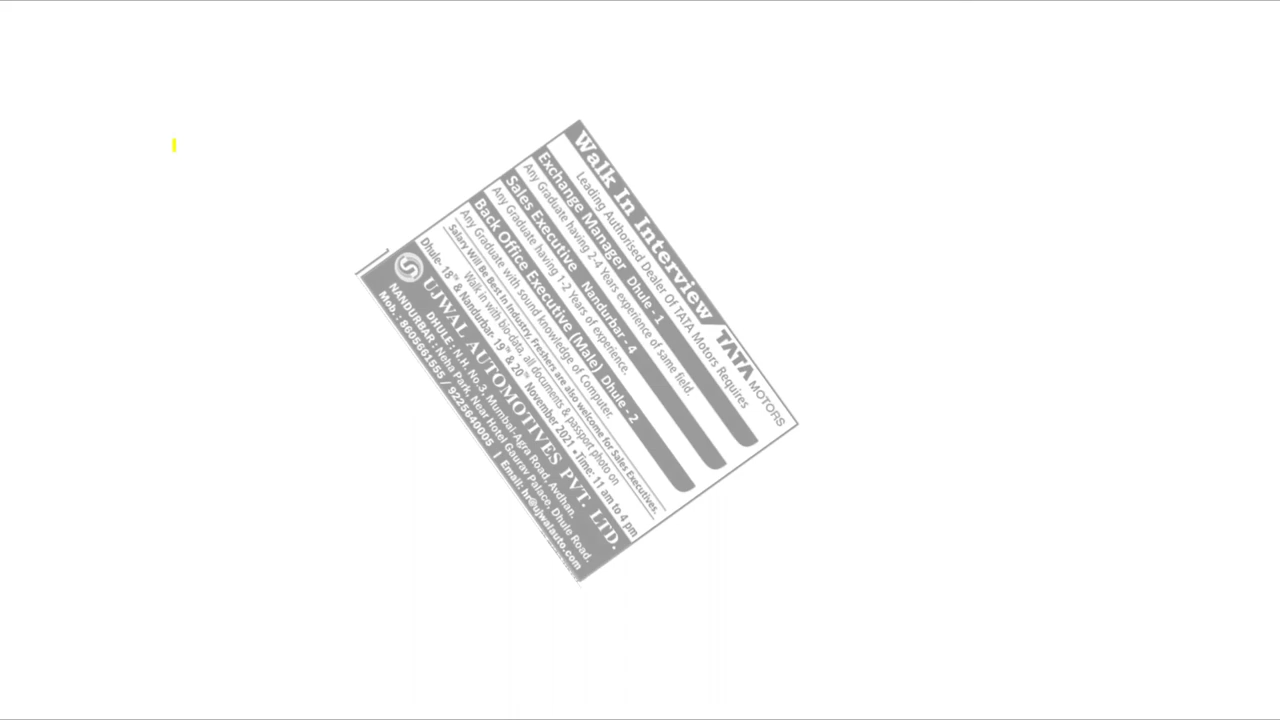 Walk In Interview TATA MOTORS
Leading Authorised Dealer Of TATA Motors Requires
Exchange Manager Dhule - 1
Any Graduate having 2-4 Years experience of same field.
Sales Executive Nandurbar - 4
Any Graduate having 1-2 Years of experience.
Back Office Executive (Male) Dhule - 2
Any Graduate with sound knowledge of Computer.
Salary Will Be Best In Industry, Freshers are also welcome for Sales Executives.
Walk in with bio-data, all documents & passport photo on
Dhule- 18TH & Nandurbar- 19TH & 20TH November 2021 •Time: 11 am to 4 pm
UJWAL AUTOMOTIVES PVT. LTD.
DHULE : N.H. No.3, Mumbai-Agra Road, Avdhan.
NANDURBAR : Neha Park, Near Hotel Gaurav Palace, Dhule Road.
Mob. : 8605661555 / 9225640005 | Email: hr@ujwalauto.com